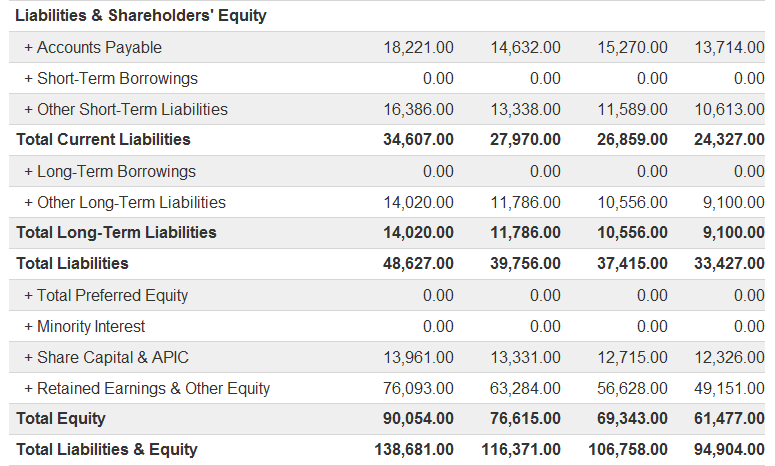 Liabilities & Shareholders' Equity
+ Accounts Payable 18,221.00 14,632.00 15,270.00 13,714.00
+ Short-Term Borrowings 0.00 0.00 0.00 0.00
+ Other Short-Term Liabilities 16,386.00 13,338.00 11,589.00 10,613.00
Total Current Liabilities 34,607.00 27,970.00 26,859.00 24,327.00
+ Long-Term Borrowings 0.00 0.00 0.00 0.00
+ Other Long-Term Liabilities 14,020.00 11,786.00 10,556.00 9,100.00
Total Long-Term Liabilities 14,020.00 11,786.00 10,556.00 9,100.00
Total Liabilities 48,627.00 39,756.00 37,415.00 33,427.00
+ Total Preferred Equity 0.00 0.00 0.00 0.00
+ Minority Interest 0.00 0.00 0.00 0.00
+ Share Capital & APIC 13,961.00 13,331.00 12,715.00 12,326.00
+ Retained Earnings & Other Equity 76,093.00 63,284.00 56,628.00 49,151.00
Total Equity 90,054.00 76,615.00 69,343.00 61,477.00
Total Liabilities & Equity 138,681.00 116,371.00 106,758.00 94,904.00